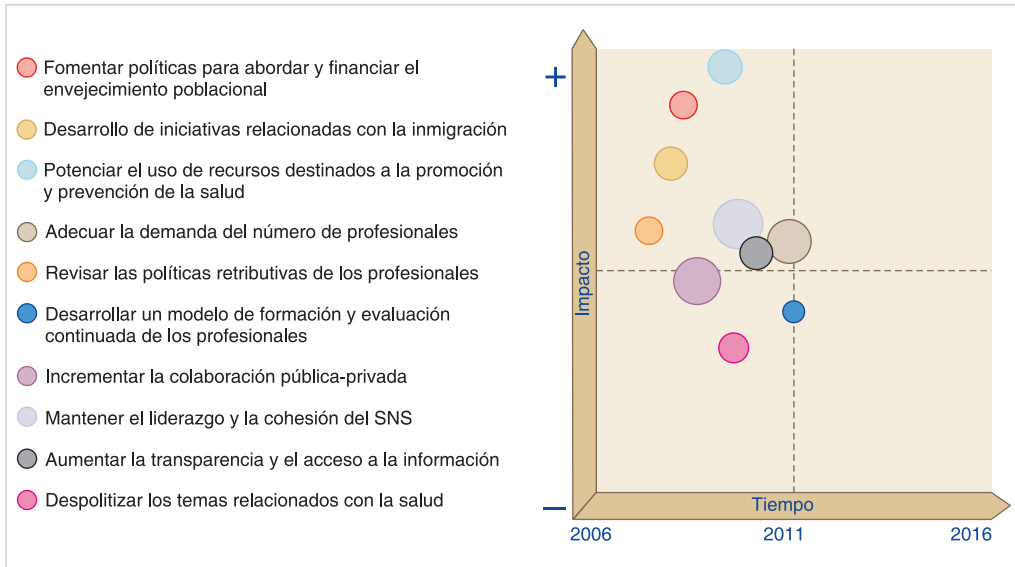 Fomentar políticas para abordar y financiar el
envejecimiento poblacional
Desarrollo de iniciativas relacionadas con la inmigración
Potenciar el uso de recursos destinados a la promoción
y prevención de la salud
Adecuar la demanda del número de profesionales
Revisar las políticas retributivas de los profesionales
Desarrollar un modelo de formación y evaluación
continuada de los profesionales
Incrementar la colaboración pública-privada
Mantener el liderazgo y la cohesión del SNS
Aumentar la transparencia y el acceso a la información
Despolitizar los temas relacionados con la salud
+
Impacto
—
Tiempo
2006 2011 2016